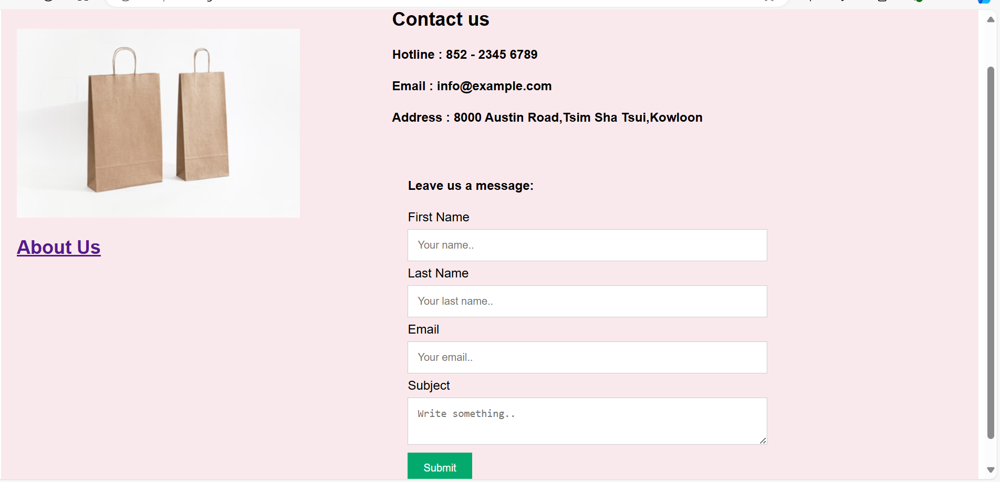 Contact us
Hotline : 852 - 2345 6789
Email : info@example.com
Address : 8000 Austin Road,Tsim Sha Tsui,Kowloon
About Us
Leave us a message:
First Name
Your name..
Last Name
Your last name..
Email
Your email..
Subject
Write something..
Submit